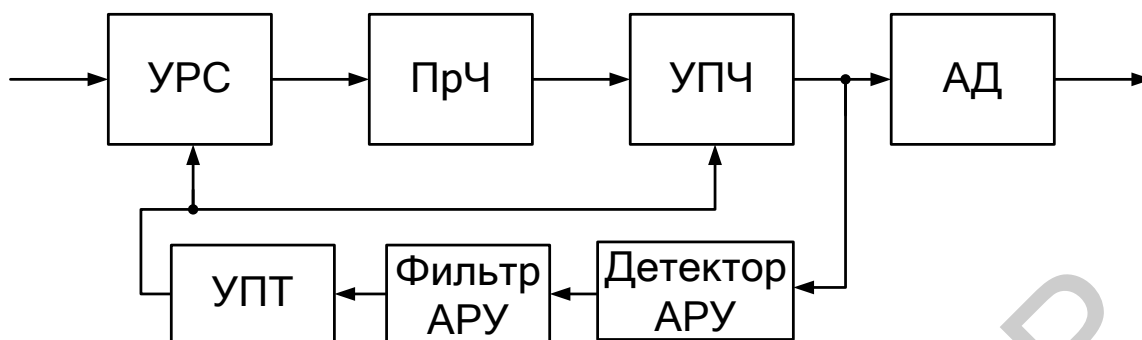 УРС
ПрЧ
УПЧ
АД
УПТ
Фильтр
АРУ
Детектор
АРУ